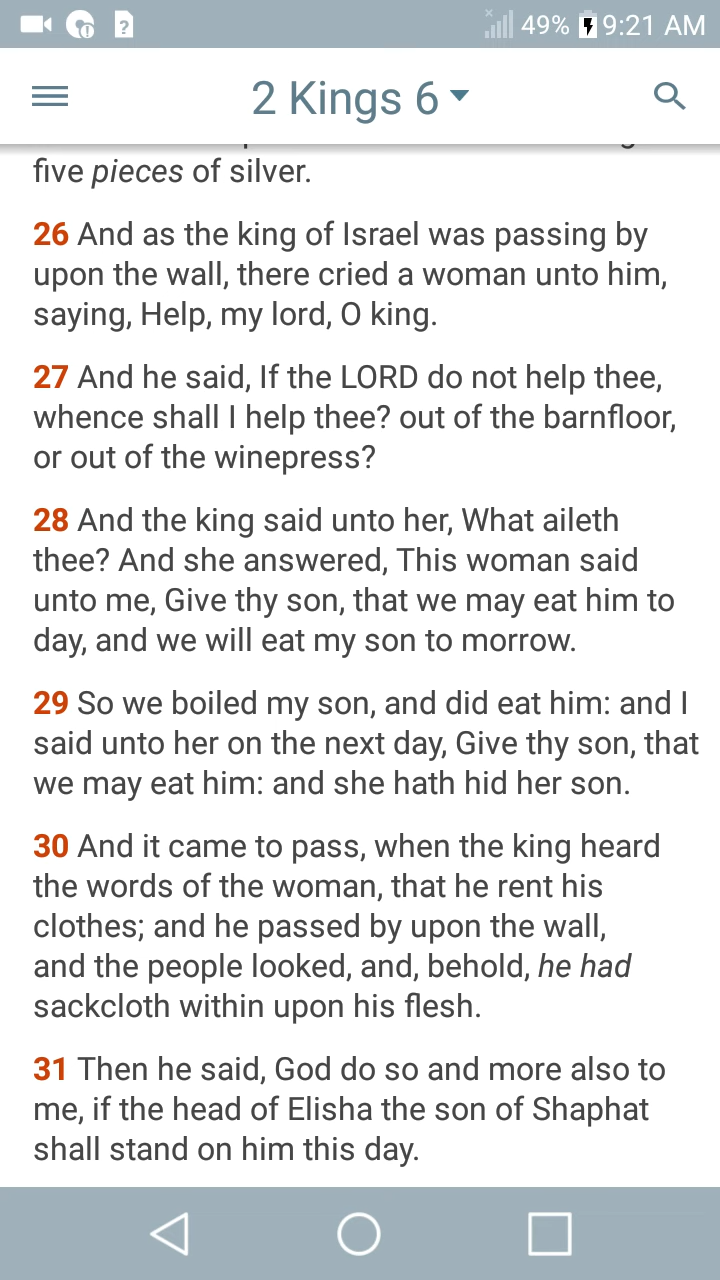 49% 9:21 AM
2 Kings 6
five pieces of silver.
26 And as the king of Israel was passing by
upon the wall, there cried a woman unto him,
saying, Help, my lord, O king.
27 And he said, If the LORD do not help thee,
whence shall I help thee? out of the barnfloor,
or out of the winepress?
28 And the king said unto her, What aileth
thee? And she answered, This woman said
unto me, Give thy son, that we may eat him to
day, and we will eat my son to morrow.
29 So we boiled my son, and did eat him: and I
said unto her on the next day, Give thy son, that
we may eat him: and she hath hid her son.
30 And it came to pass, when the king heard
the words of the woman, that he rent his
clothes; and he passed by upon the wall,
and the people looked, and, behold, he had
sackcloth within upon his flesh.
31 Then he said, God do so and more also to
me, if the head of Elisha the son of Shaphat
shall stand on him this day.